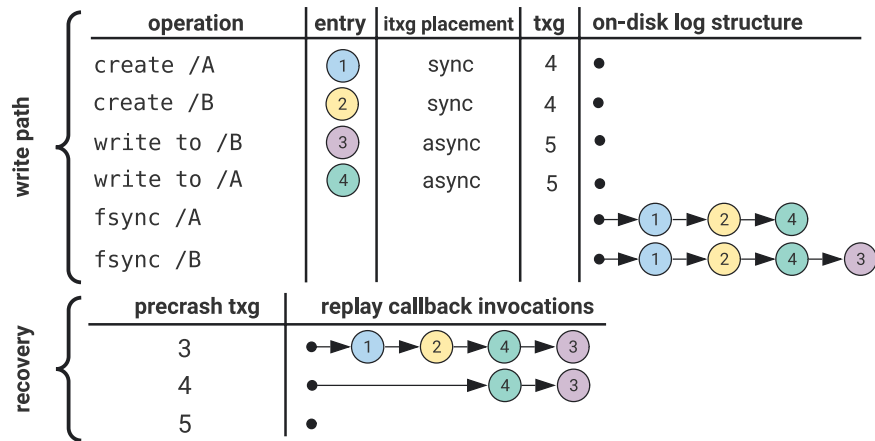 operation entry itxg placement txg on-disk log structure
create /A 1 sync 4
create /B 2 sync 4
write to /B 3 async 5
write to /A 4 async 5
fsync /A 1 2 4
fsync /B 1 2 4 3
write path
precrash txg replay callback invocations
3 1 2 4 3
4 4 3
5
recovery